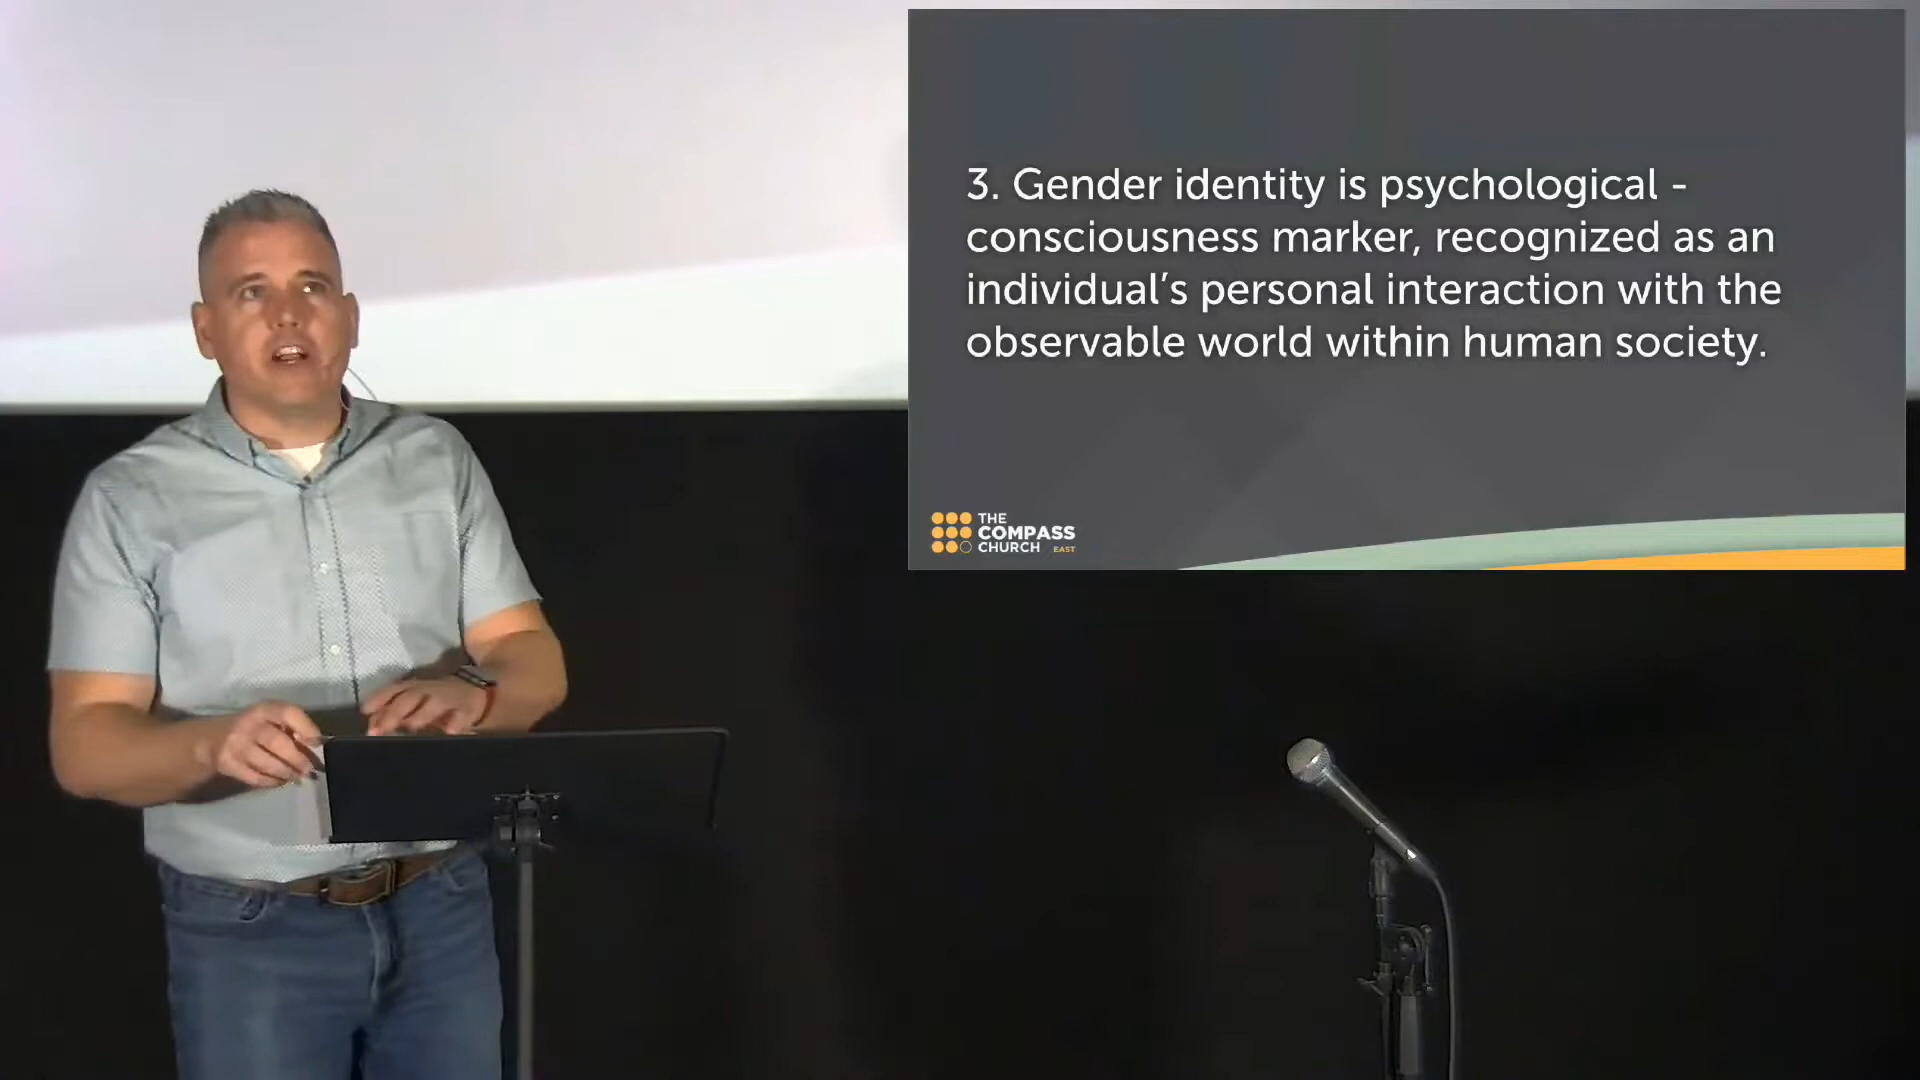 3. Gender identity is psychological -
consciousness marker, recognized as an
individual’s personal interaction with the
observable world within human society.
THE
COMPASS
CHURCH EAST